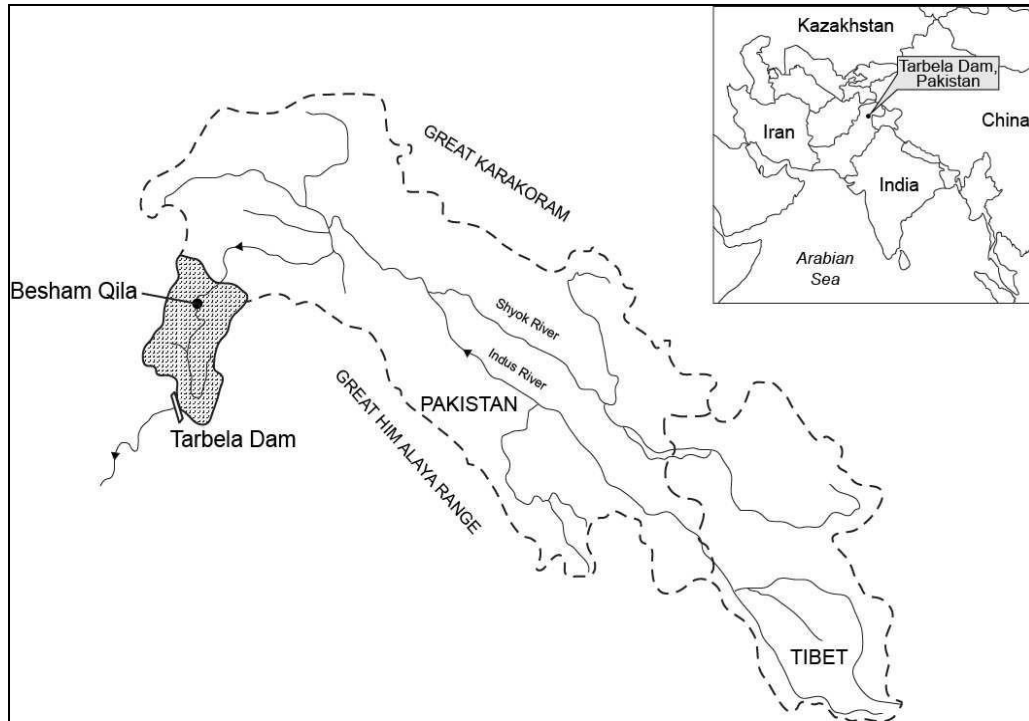 Kazakhstan
Tarbela Dam,
Pakistan
China
Iran
India
Arabian
Sea
GREAT KARAKORAM
Besham Qila
Shyok River
Indus River
PAKISTAN
GREAT HIM ALAYA RANGE
Tarbela Dam
TIBET